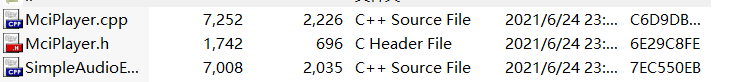 MciPlayer.cpp 7,252 2,226 C++ Source File 2021/6/24 23:... C6D9DB...
MciPlayer.h 1,742 696 C Header File 2021/6/24 23:... 6E29C8FE
SimpleAudioE... 7,008 2,035 C++ Source File 2021/6/24 23:... 7EC550EB